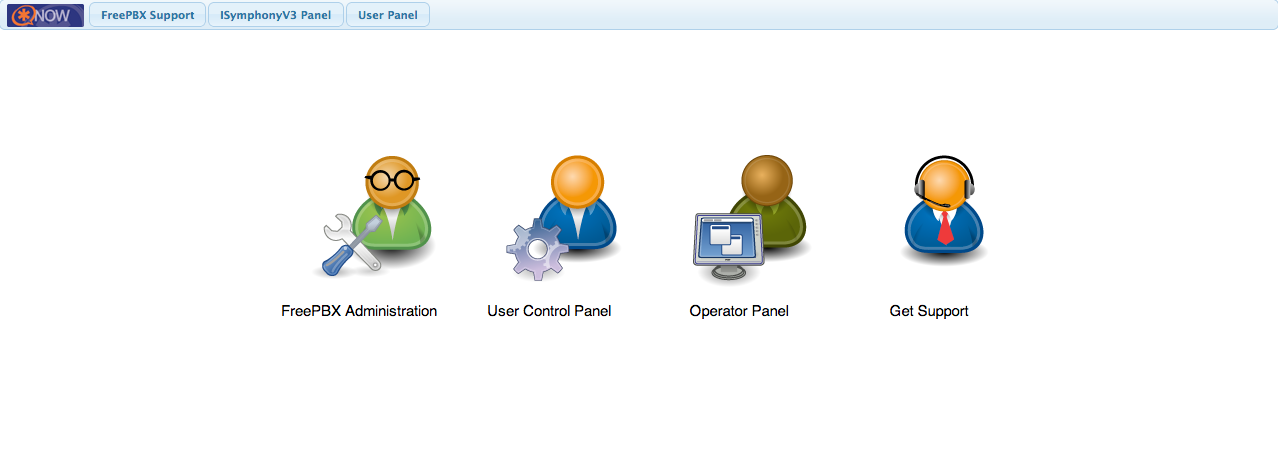 NOW
FreePBX Support
ISymphonyV3 Panel
User Panel
FreePBX Administration
User Control Panel
Operator Panel
Get Support